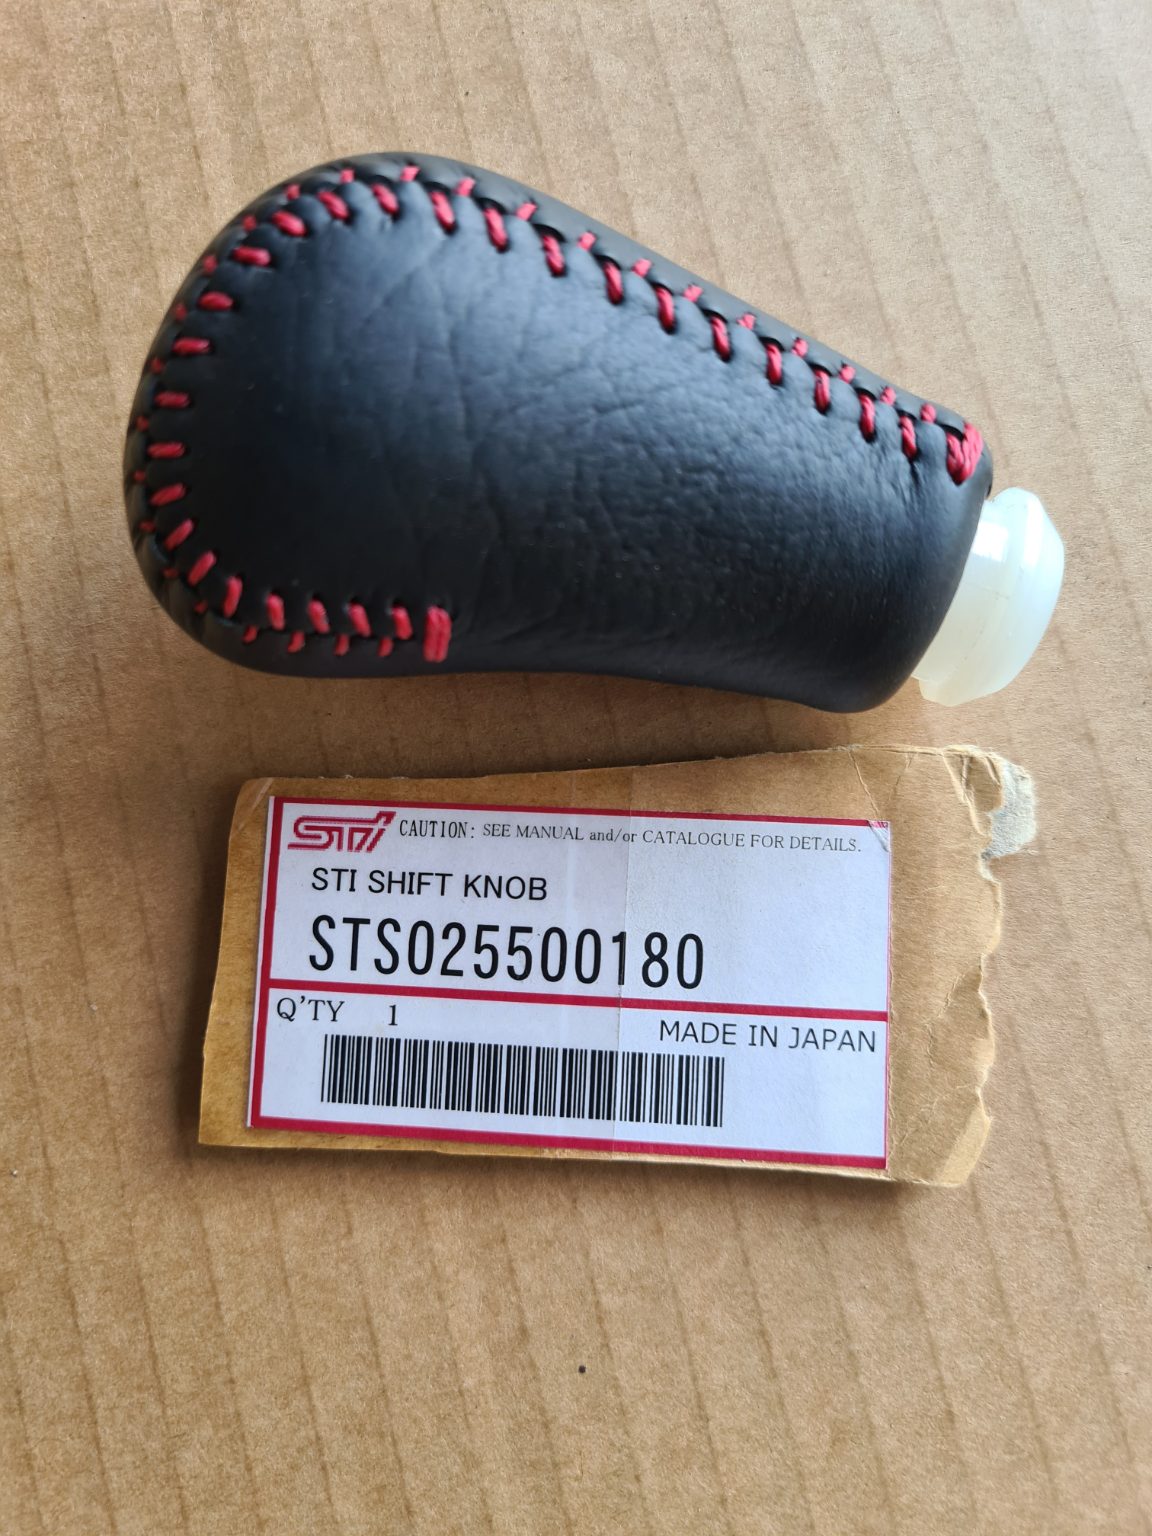 STi CAUTION: SEE MANUAL and/or CATALOGUE FOR DETAILS.
STI SHIFT KNOB
STS025500180
Q'TY 1
MADE IN JAPAN